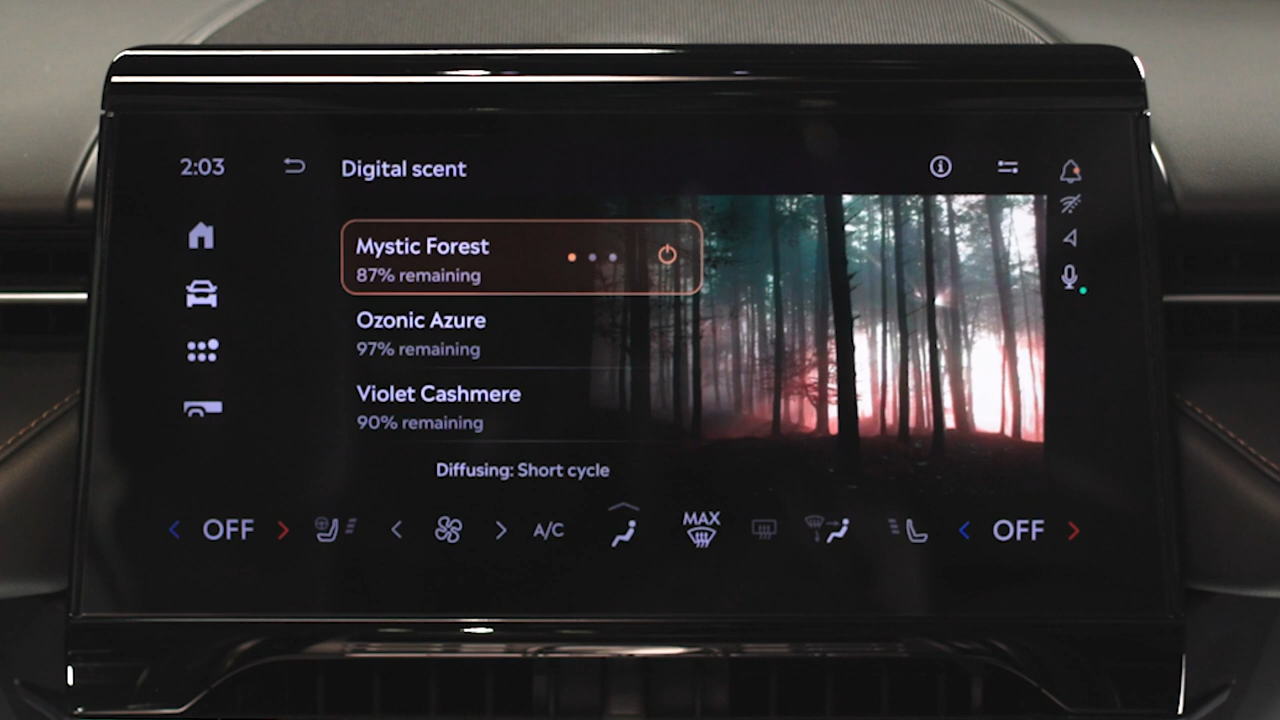 2:03
Digital scent
Mystic Forest
87% remaining
Ozonic Azure
97% remaining
Violet Cashmere
90% remaining
Diffusing: Short cycle
OFF
A/C
MAX
OFF